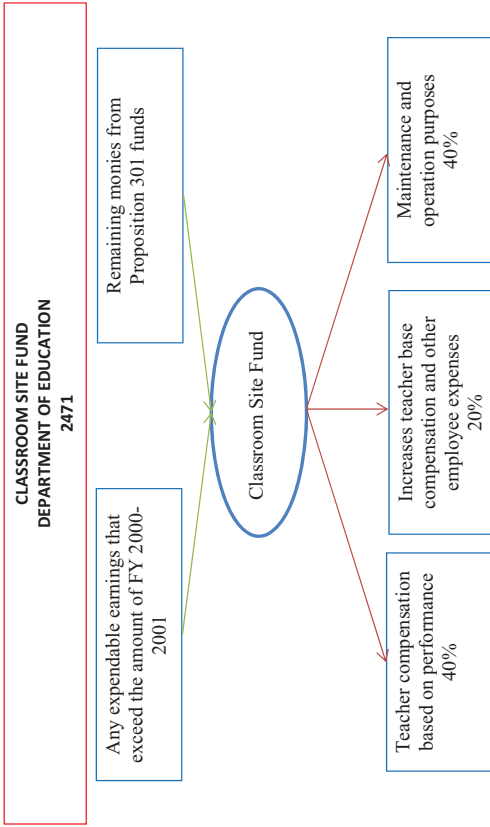 CLASSROOM SITE FUND
DEPARTMENT OF EDUCATION
2471
Any expendable earnings that
exceed the amount of FY 2000-
2001
Remaining monies from
Proposition 301 funds
Classroom Site Fund
Teacher compensation
based on performance
40%
Increases teacher base
compensation and other
employee expenses
20%
Maintenance and
operation purposes
40%